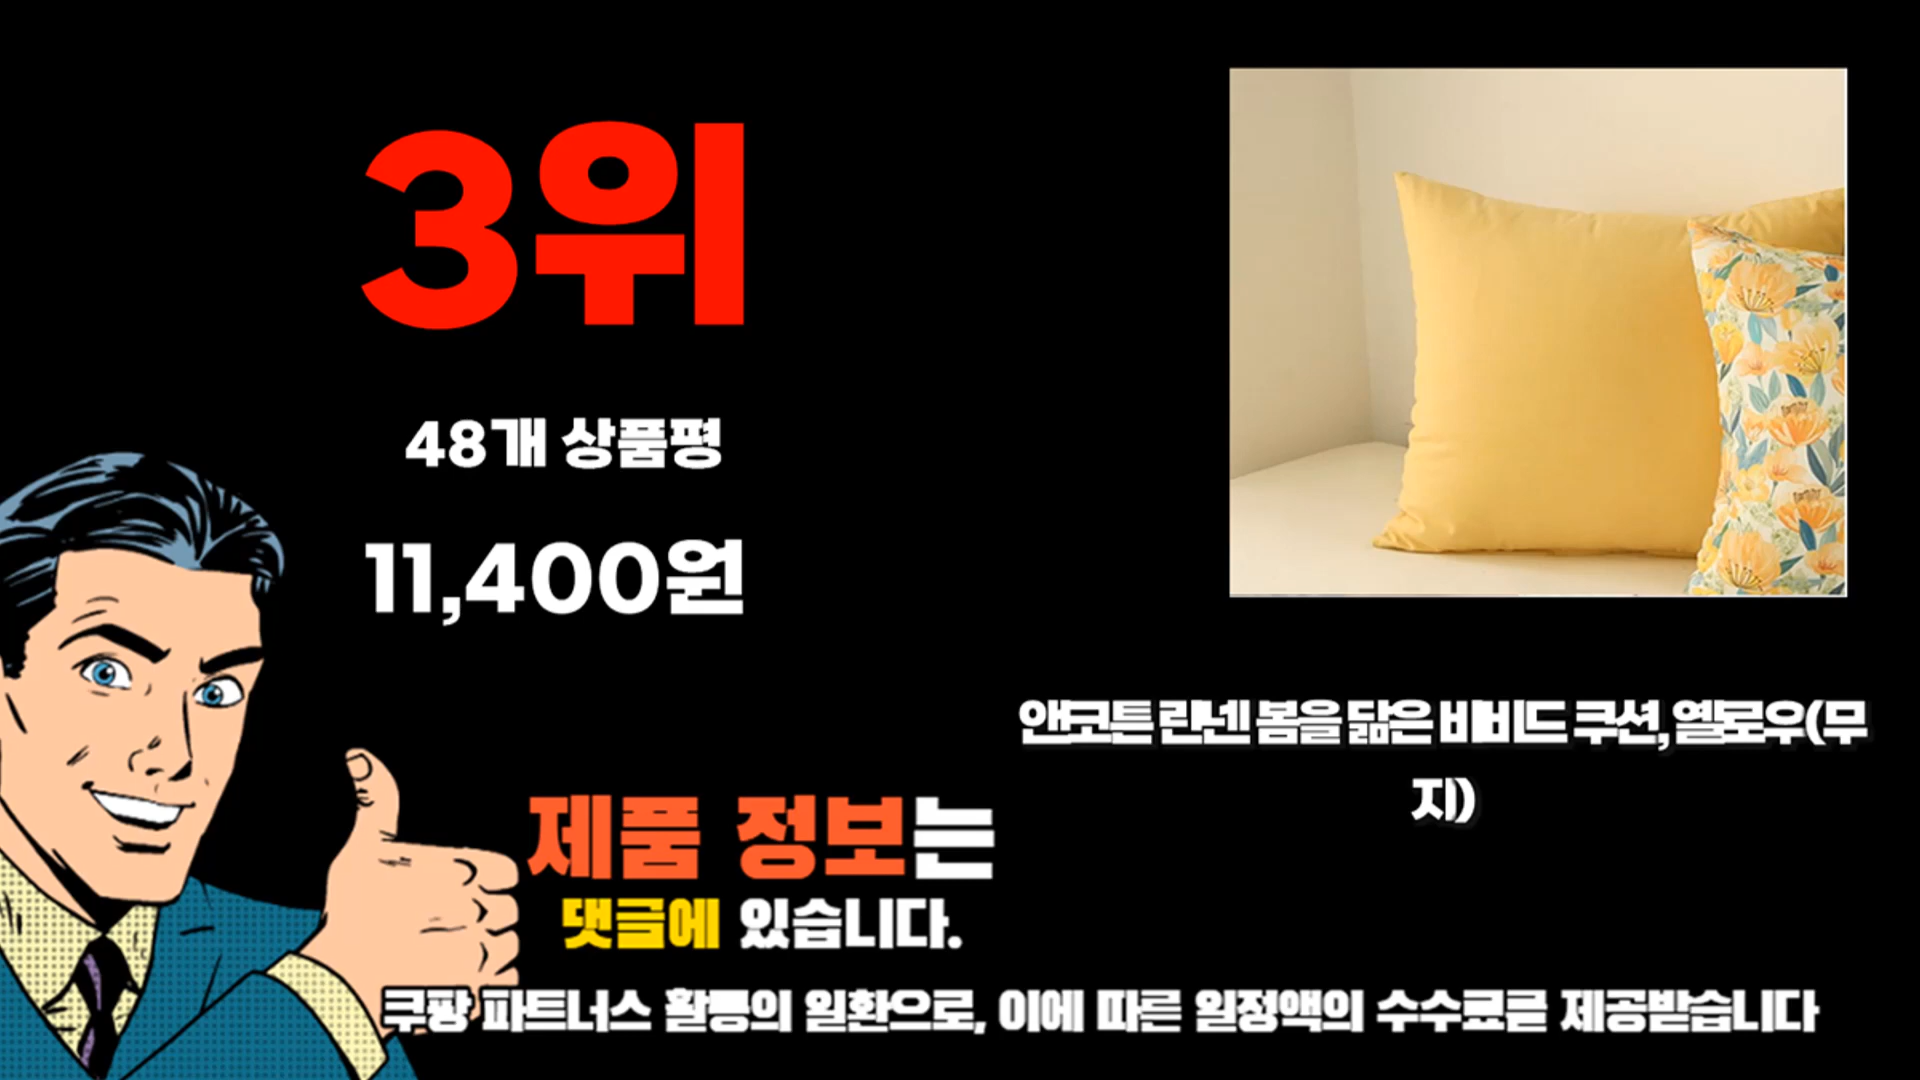 3위
48개 상품평
11,400원
앤코튼 린넨 봄을 닮은 비비드 쿠션, 옐로우(무
지)
제품 정보는
댓글에 있습니다.
쿠팡 파트너스 활동의 일환으로, 이에 따른 일정액의 수수료를 제공받습니다